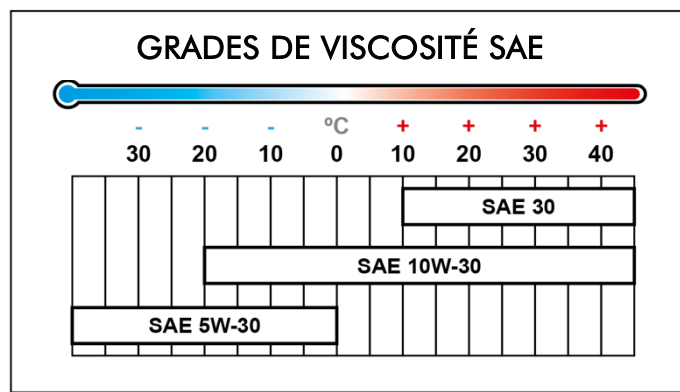 GRADES DE VISCOSITÉ SAE
- - - ºC + + + +
30 20 10 0 10 20 30 40
SAE 30
SAE 10W-30
SAE 5W-30